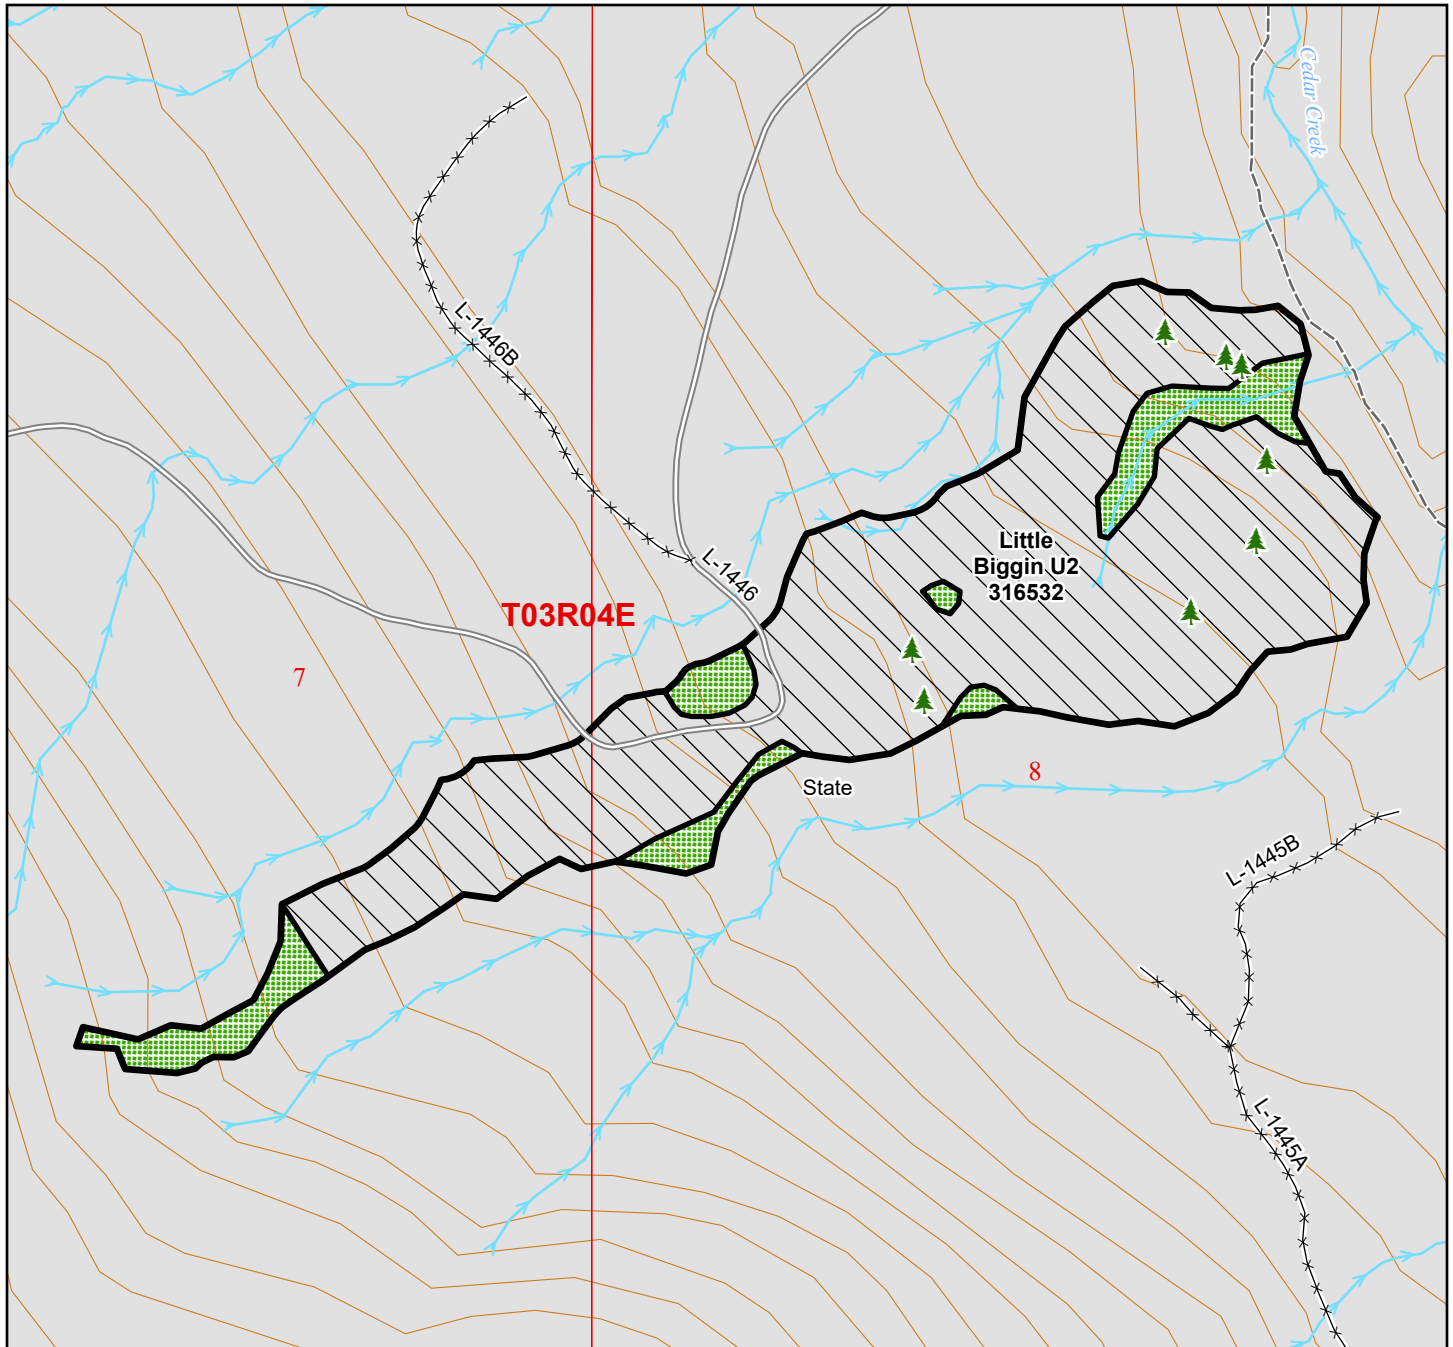 Cedar Creek
L-1446B
L-1446
Little
Biggin U2
316532
T03R04E
7
8
State
L-1445B
L-1445A